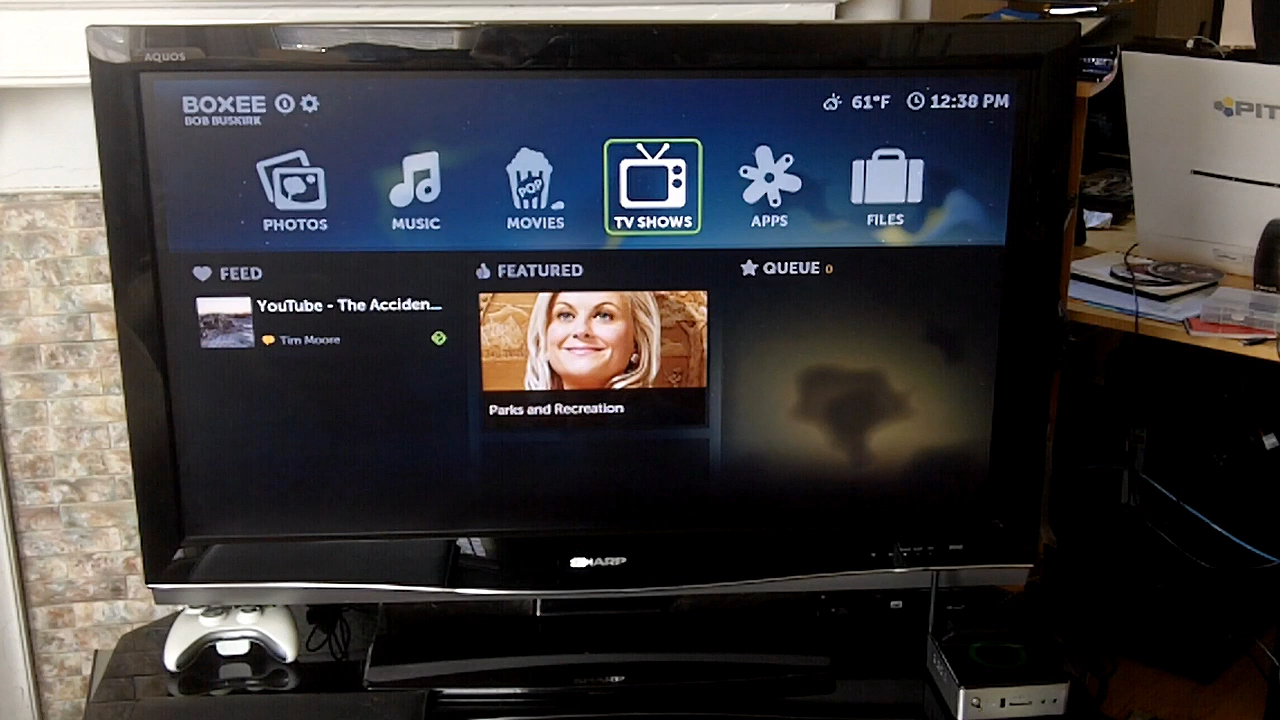 AQUOS
BOXEE
BOB BUSKIRK
61°F 12:38 PM
PHOTOS
MUSIC
POP
MOVIES
TV SHOWS
APPS
FILES
FEED
YouTube - The Acciden...
Tim Moore
FEATURED
Parks and Recreation
QUEUE 0
SHARP
SHARP
PIT